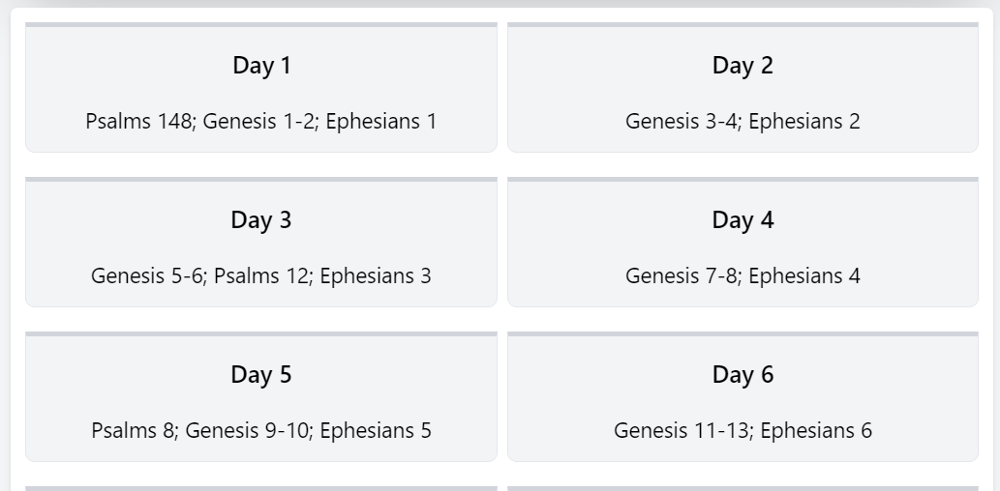 Day 1
Psalms 148; Genesis 1-2; Ephesians 1
Day 2
Genesis 3-4; Ephesians 2
Day 3
Genesis 5-6; Psalms 12; Ephesians 3
Day 4
Genesis 7-8; Ephesians 4
Day 5
Psalms 8; Genesis 9-10; Ephesians 5
Day 6
Genesis 11-13; Ephesians 6